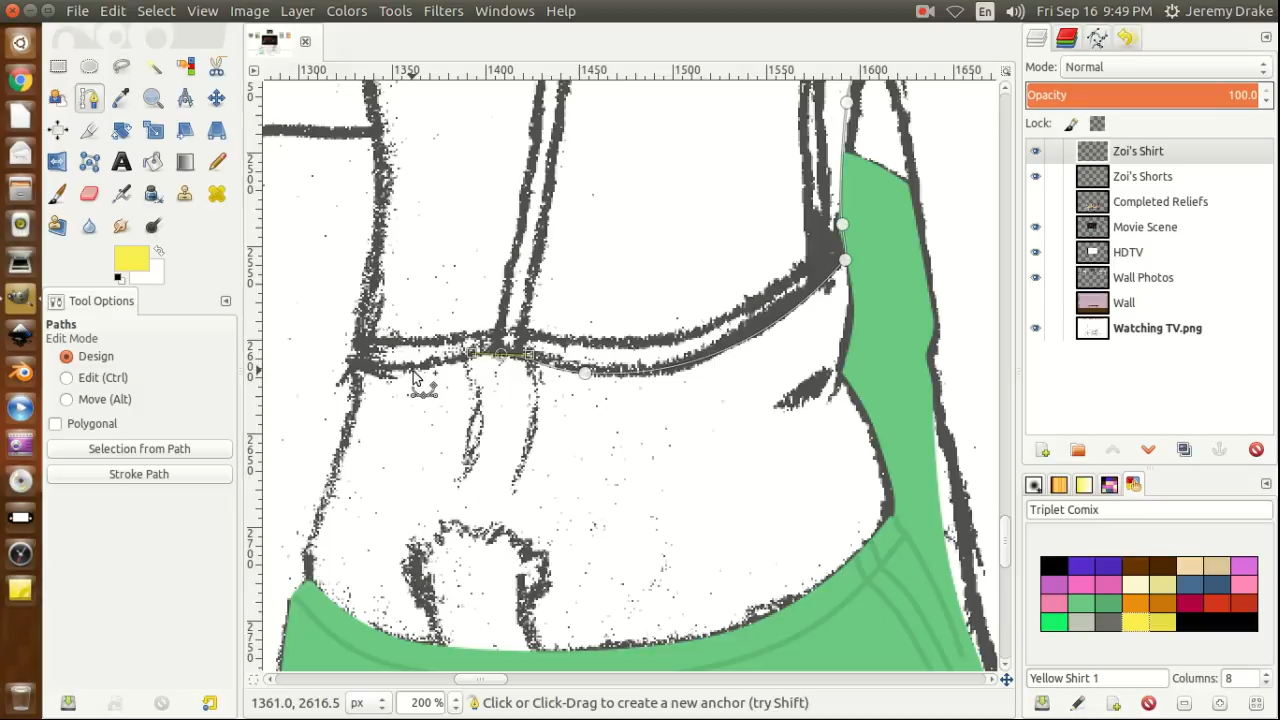 File Edit Select View Image Layer Colors Tools Filters Windows Help
En Fri Sep 16 9:49 PM Jeremy Drake
1300 1350 1400 1450 1500 1550 1600 1650
Mode: Normal
Opacity 100.0
Lock:
Zoi's Shirt
Zoi's Shorts
Completed Reliefs
Movie Scene
HDTV
Wall Photos
Wall
Watching TV.png
Tool Options
Paths
Edit Mode
Design
Edit (Ctrl)
Move (Alt)
Polygonal
Selection from Path
Stroke Path
Triplet Comix
Yellow Shirt 1 Columns: 8
1361.0, 2616.5 px 200 % Click or Click-Drag to create a new anchor (try Shift)